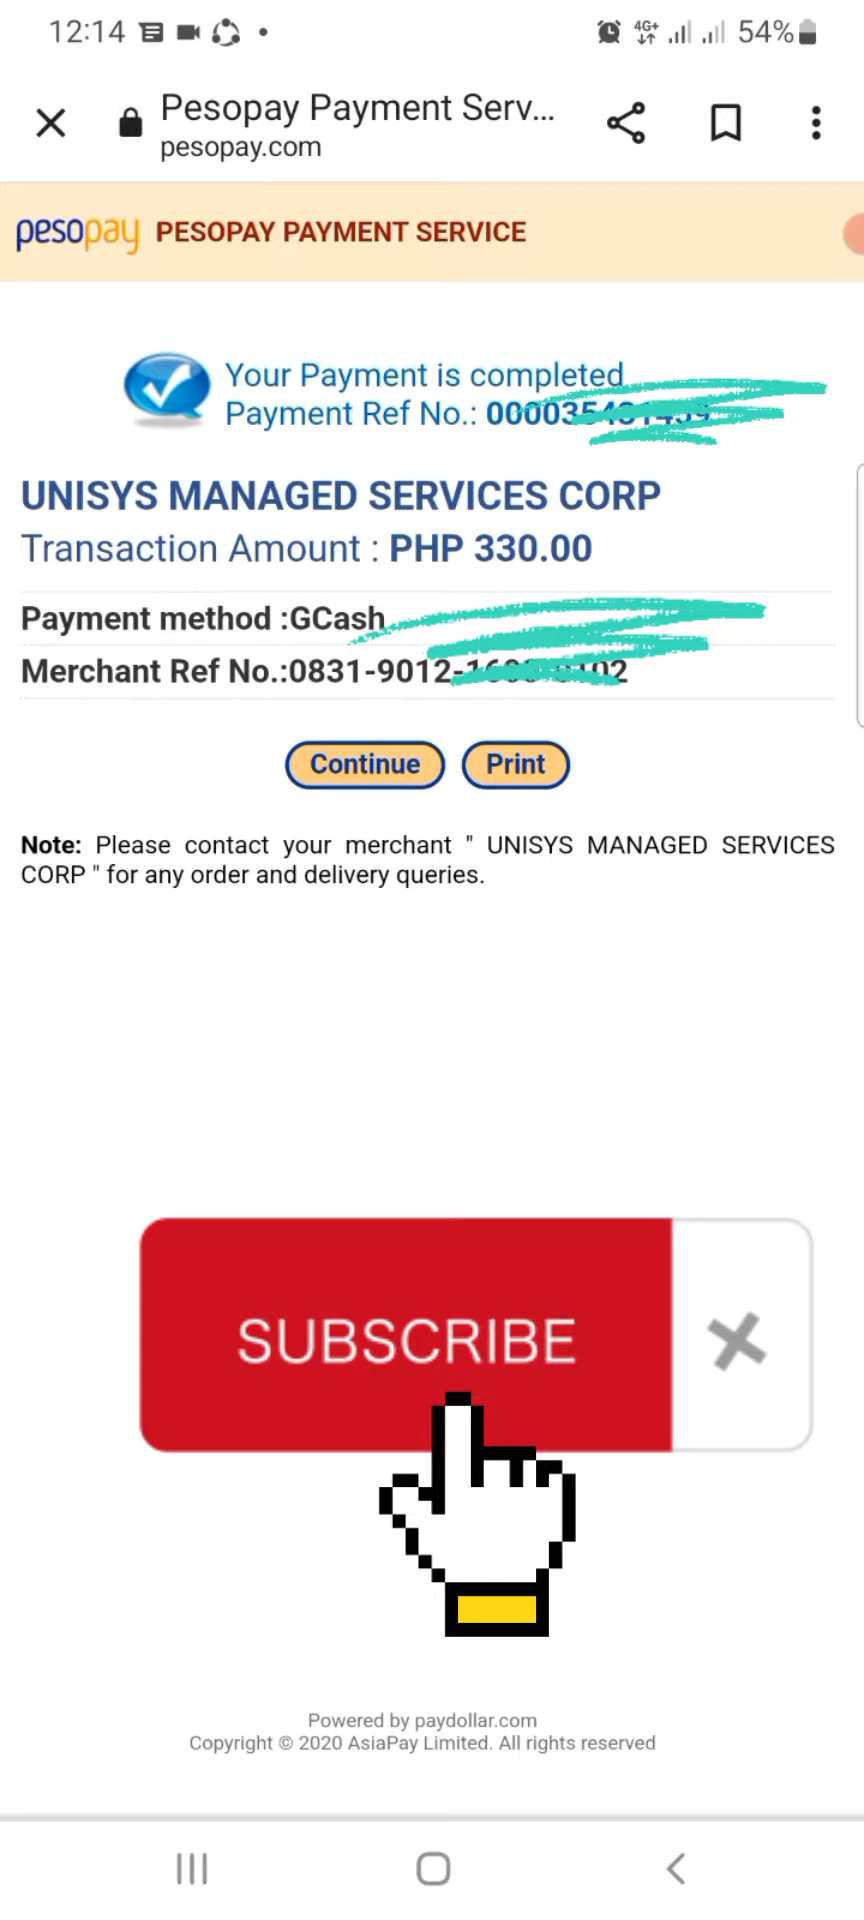 12:14
4G+
54%
Pesopay Payment Serv...
pesopay.com
pesopay PESOPAY PAYMENT SERVICE
Your Payment is completed
Payment Ref No.:
UNISYS MANAGED SERVICES CORP
Transaction Amount : PHP 330.00
Payment method :GCash
Merchant Ref No.:0831-9012-
Continue Print
Note: Please contact your merchant " UNISYS MANAGED SERVICES
CORP " for any order and delivery queries.
SUBSCRIBE
Powered by paydollar.com
Copyright © 2020 AsiaPay Limited. All rights reserved